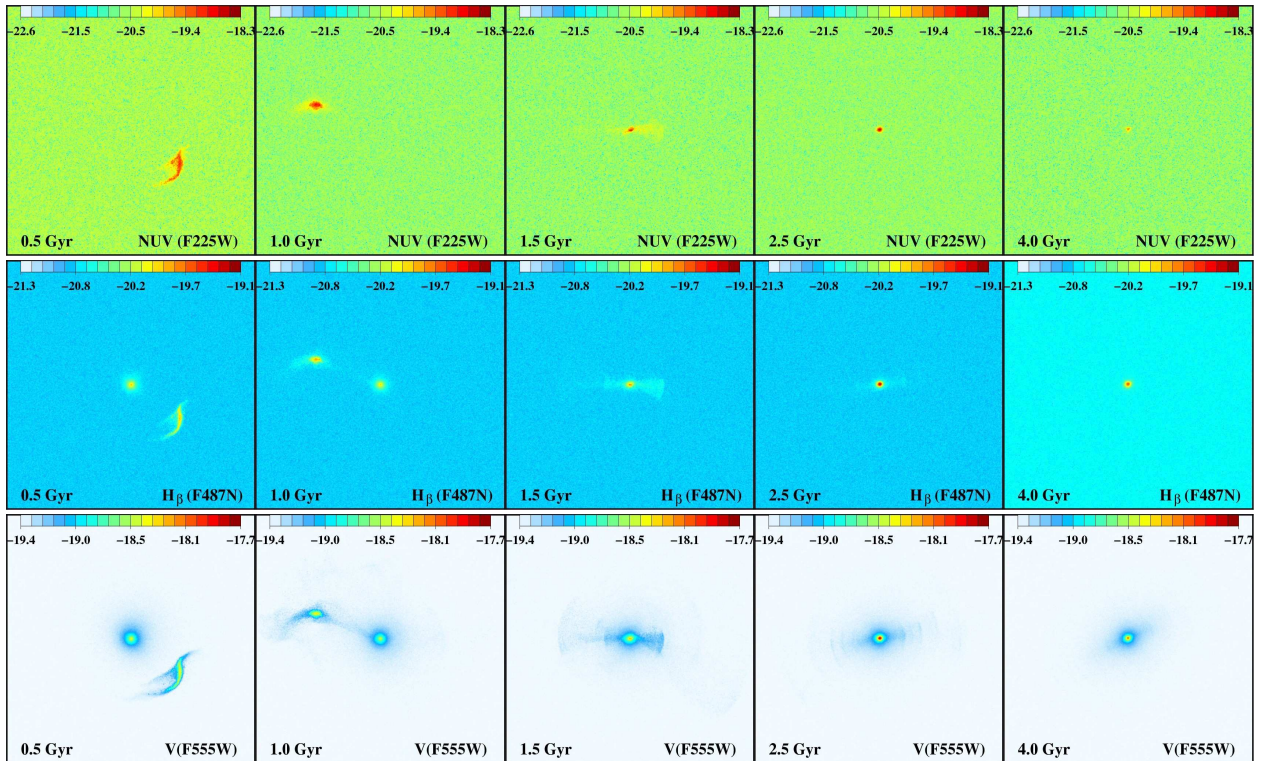 −22.6 −21.5 −20.5 −19.4 −18.3
−22.6 −21.5 −20.5 −19.4 −18.3
−22.6 −21.5 −20.5 −19.4 −18.3
−22.6 −21.5 −20.5 −19.4 −18.3
−22.6 −21.5 −20.5 −19.4 −18.3
0.5 Gyr NUV (F225W)
1.0 Gyr NUV (F225W)
1.5 Gyr NUV (F225W)
2.5 Gyr NUV (F225W)
4.0 Gyr NUV (F225W)
−21.3 −20.8 −20.2 −19.7 −19.1
−21.3 −20.8 −20.2 −19.7 −19.1
−21.3 −20.8 −20.2 −19.7 −19.1
−21.3 −20.8 −20.2 −19.7 −19.1
−21.3 −20.8 −20.2 −19.7 −19.1
0.5 Gyr Hβ (F487N)
1.0 Gyr Hβ (F487N)
1.5 Gyr Hβ (F487N)
2.5 Gyr Hβ (F487N)
4.0 Gyr Hβ (F487N)
−19.4 −19.0 −18.5 −18.1 −17.7
−19.4 −19.0 −18.5 −18.1 −17.7
−19.4 −19.0 −18.5 −18.1 −17.7
−19.4 −19.0 −18.5 −18.1 −17.7
−19.4 −19.0 −18.5 −18.1 −17.7
0.5 Gyr V(F555W)
1.0 Gyr V(F555W)
1.5 Gyr V(F555W)
2.5 Gyr V(F555W)
4.0 Gyr V(F555W)